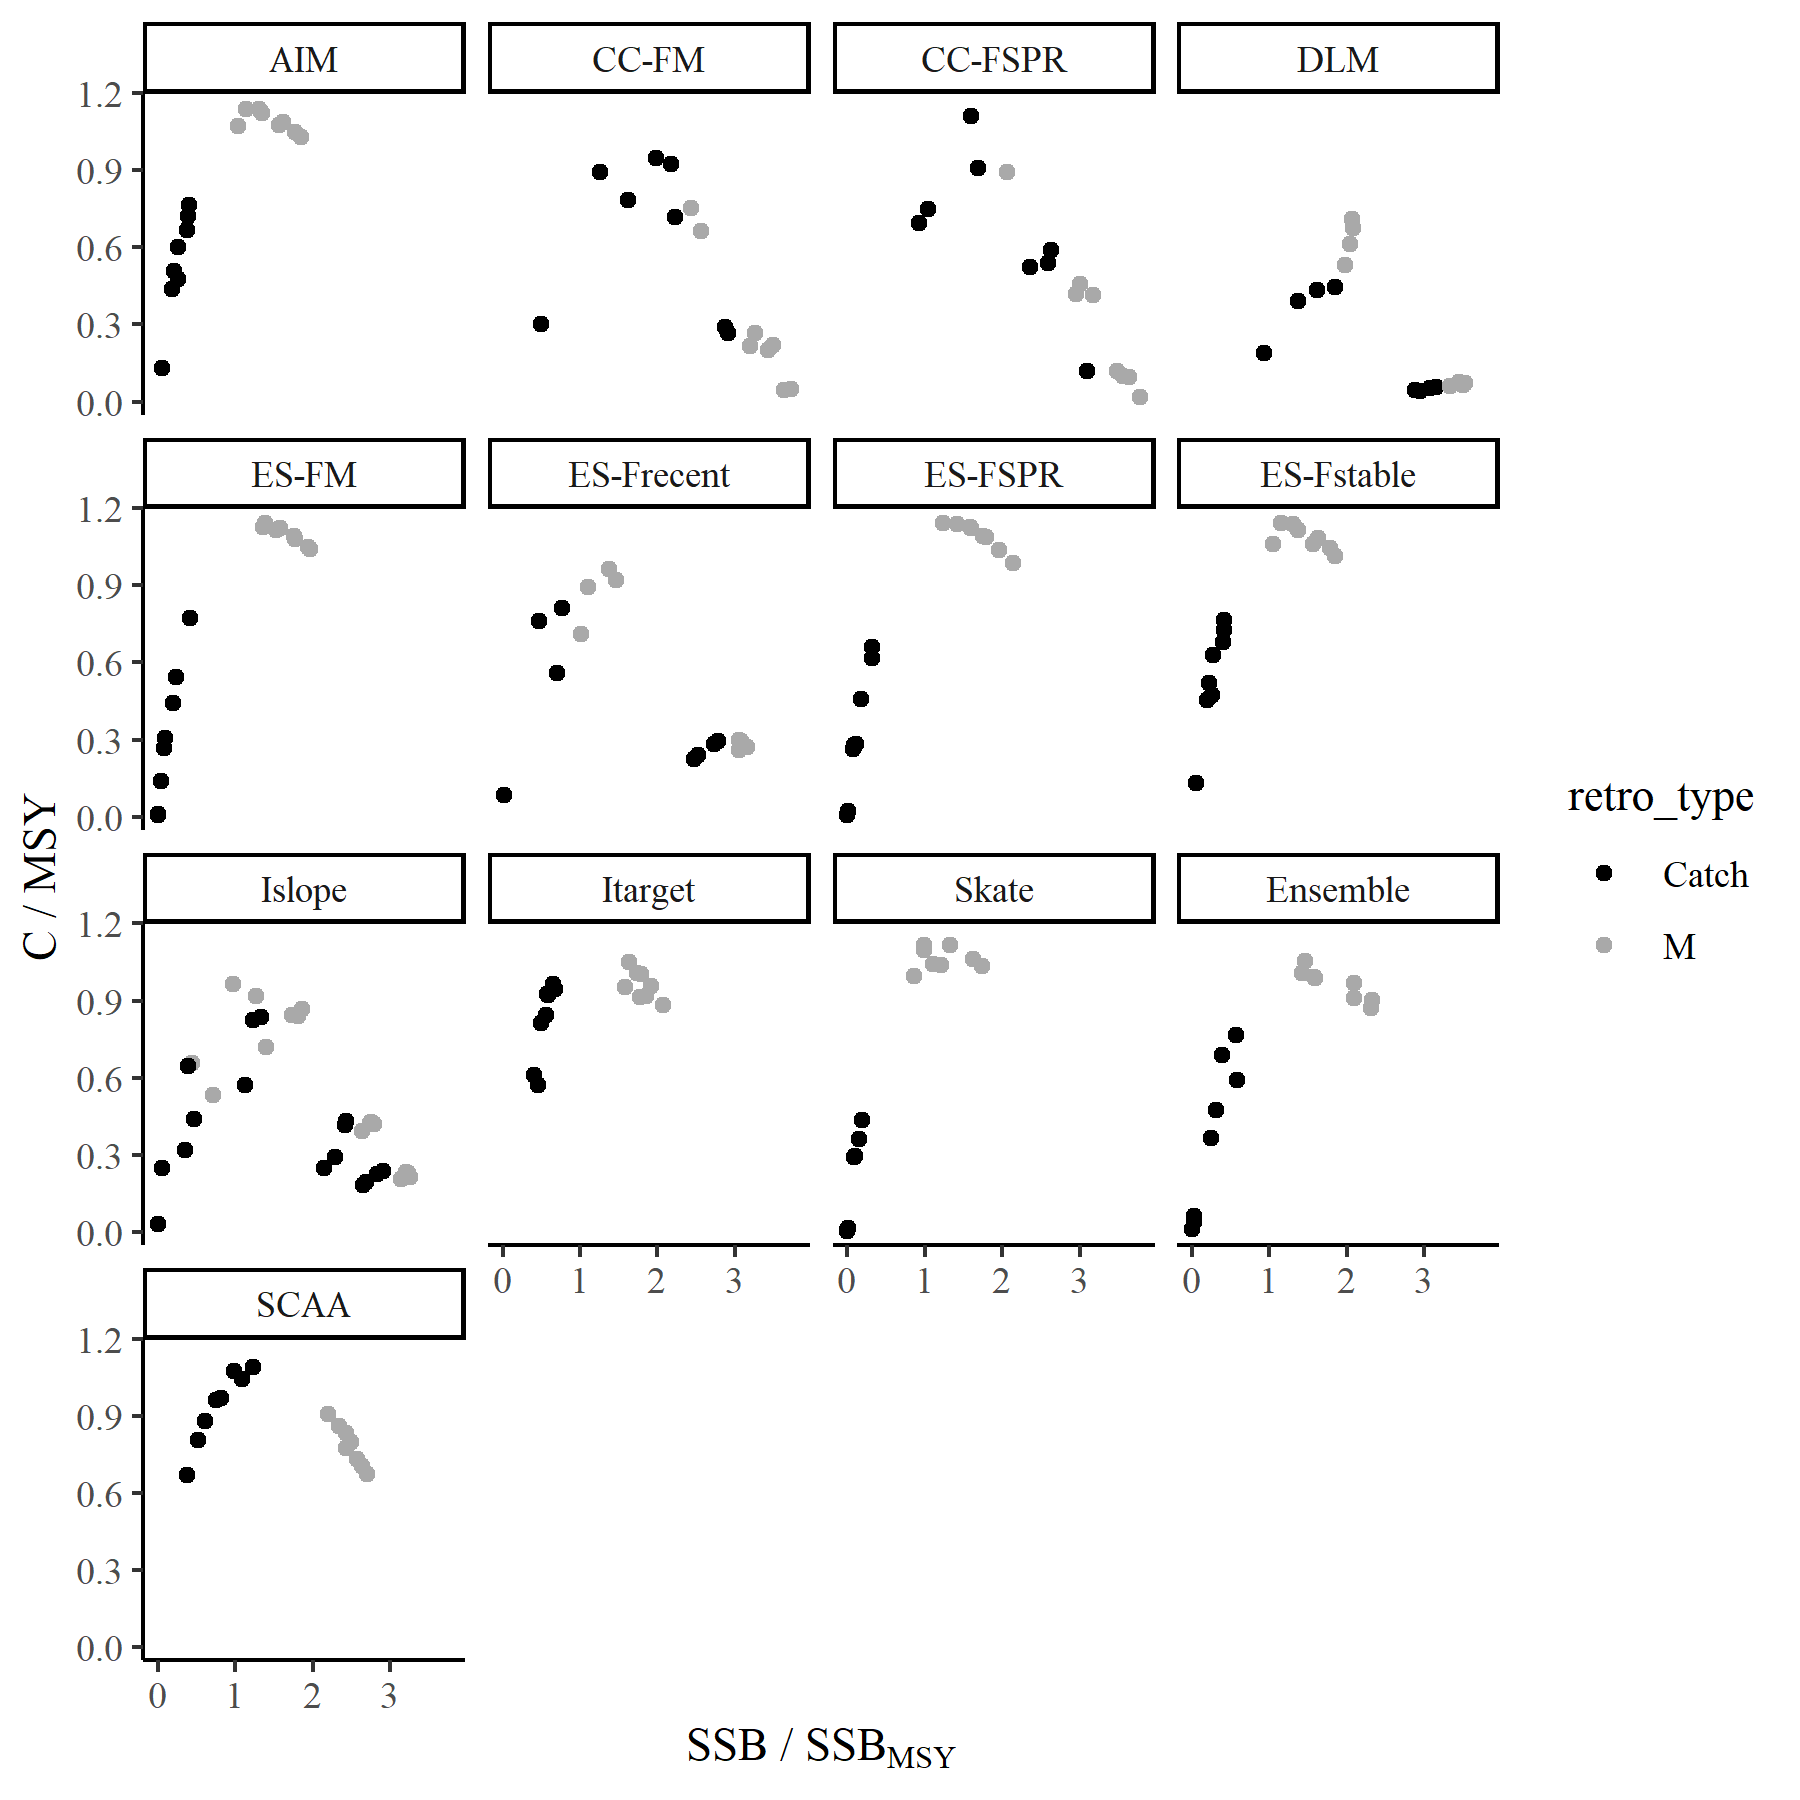 AIM CC-FM CC-FSPR DLM
1.2
0.9
0.6
0.3
0.0
ES-FM ES-Frecent ES-FSPR ES-Fstable
1.2
0.9
0.6
0.3
0.0
Islope Itarget Skate Ensemble
1.2
0.9
0.6
0.3
0.0
0 1 2 3 0 1 2 3 0 1 2 3
SCAA
1.2
0.9
0.6
0.3
0.0
0 1 2 3
C / MSY
SSB / SSBMSY
retro_type
Catch
M